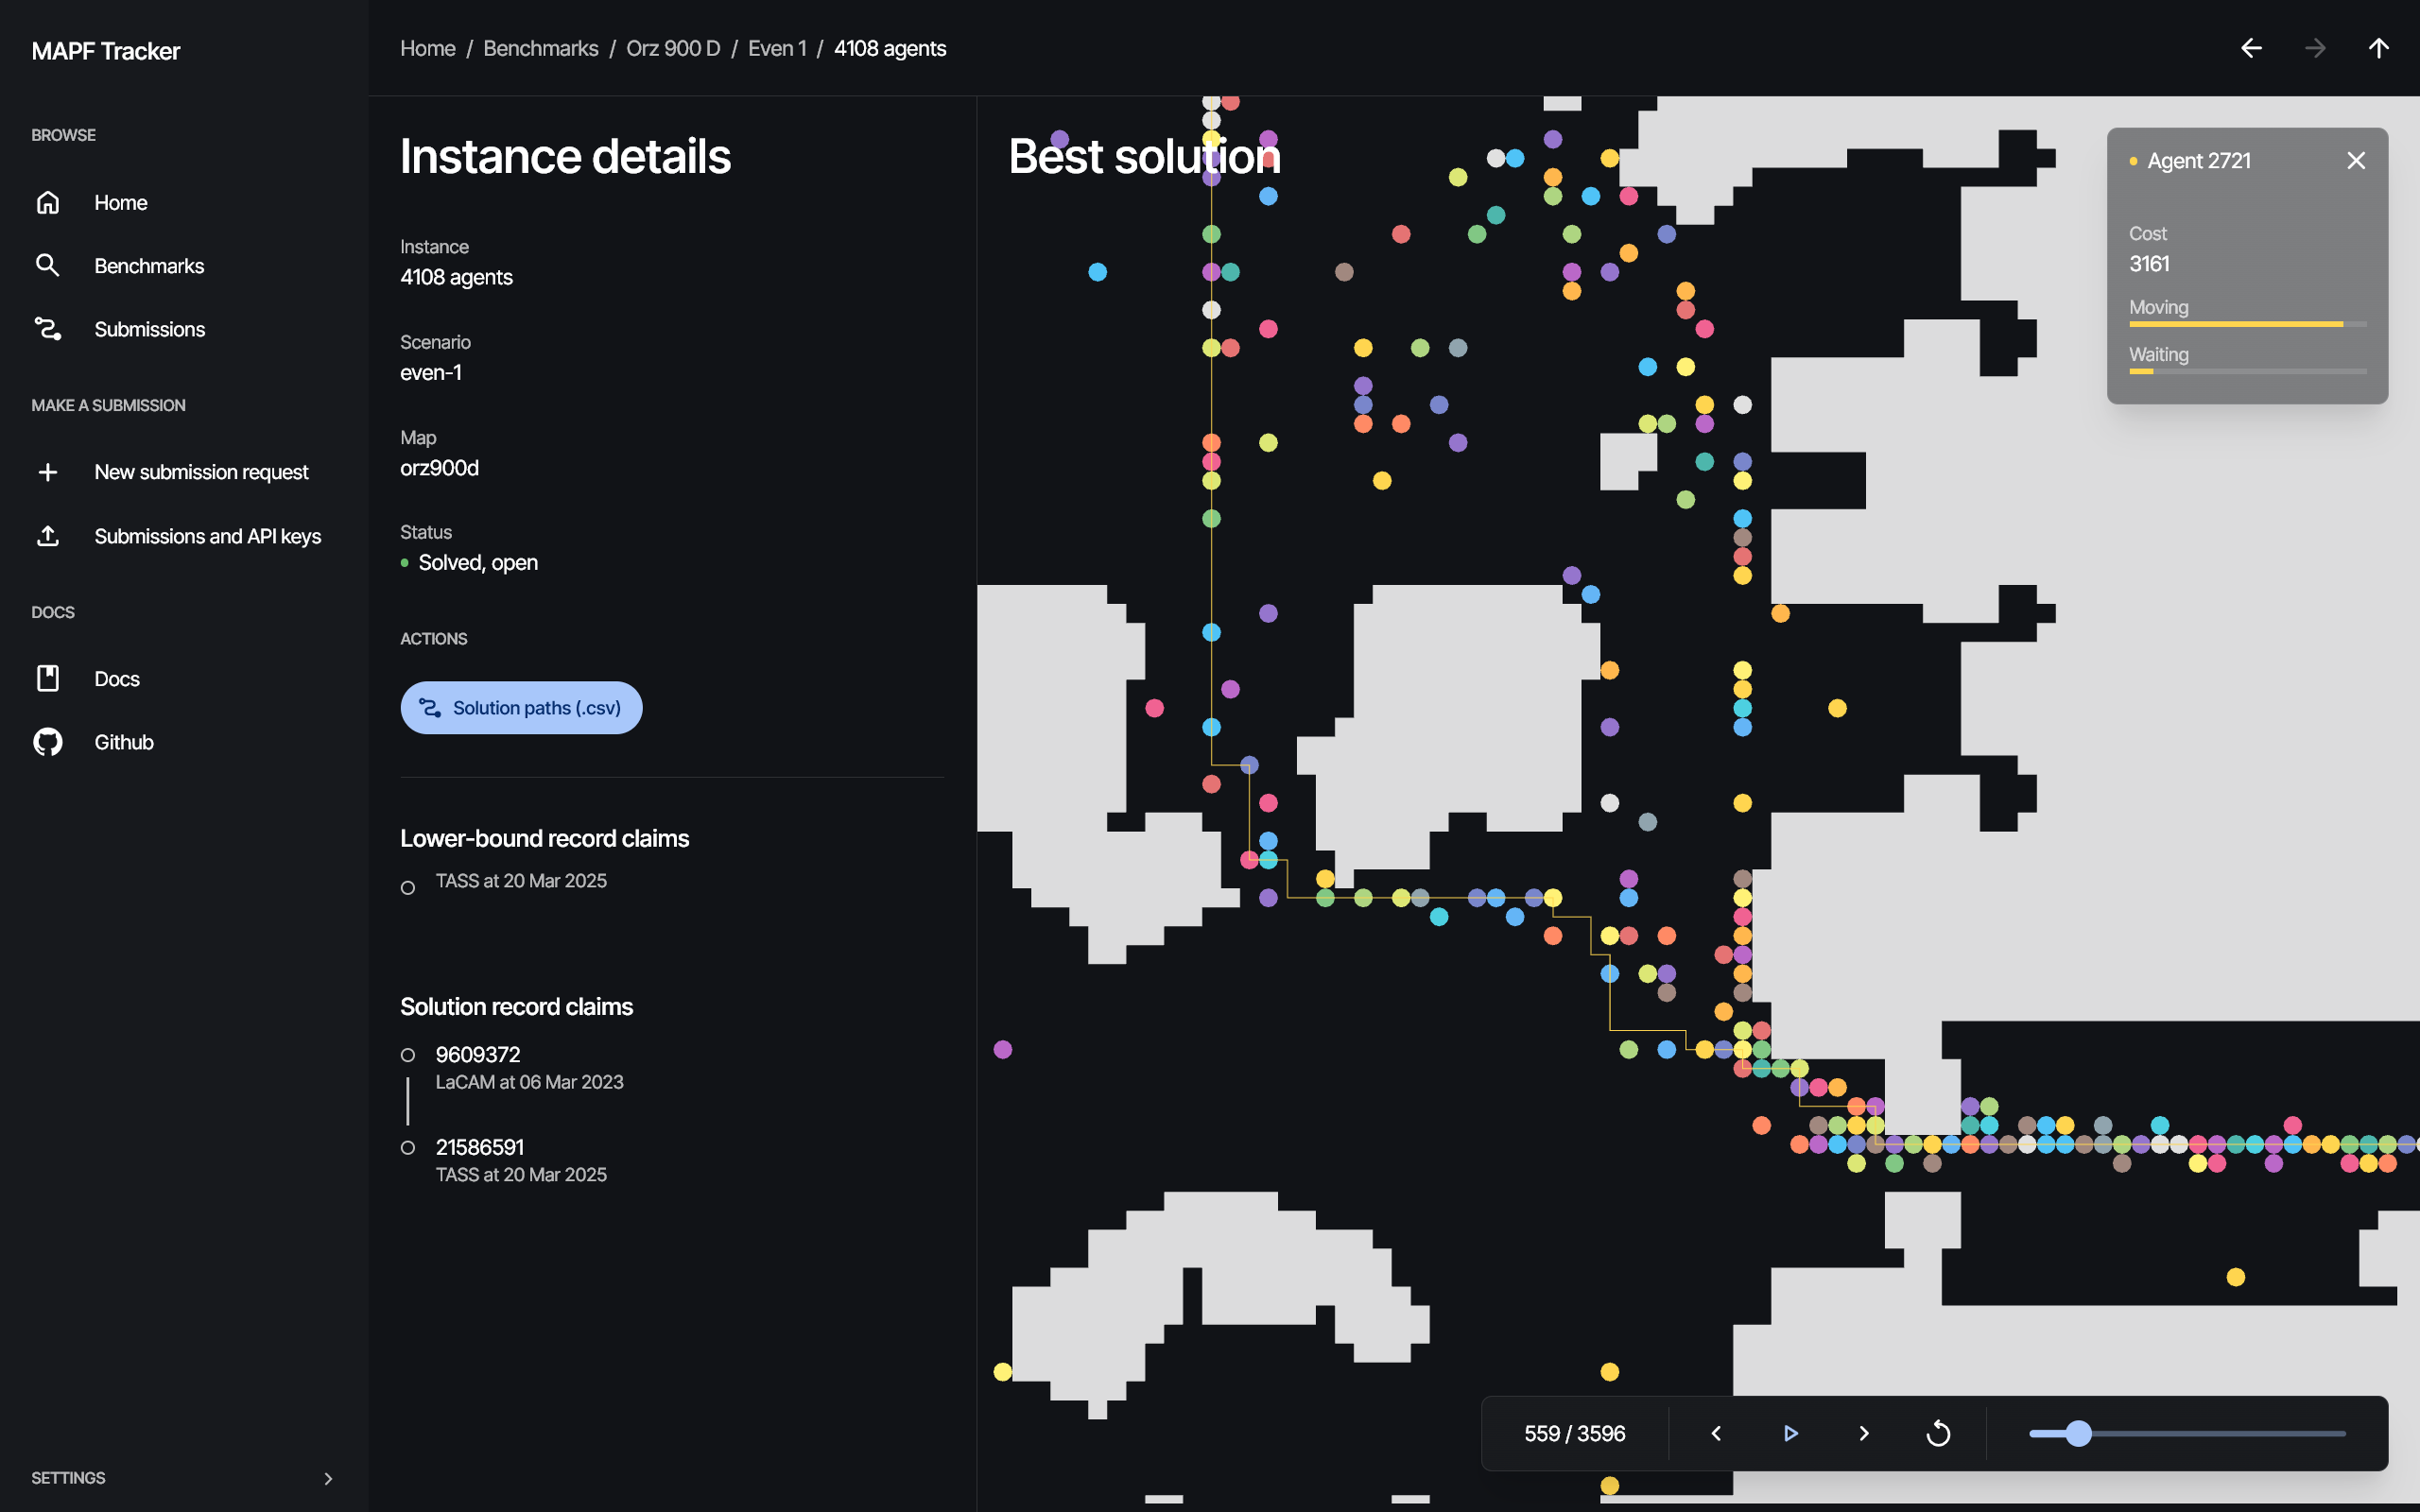 MAPF Tracker
BROWSE
Home
Benchmarks
Submissions
MAKE A SUBMISSION
New submission request
Submissions and API keys
DOCS
Docs
Github
SETTINGS
Home / Benchmarks / Orz 900 D / Even 1 / 4108 agents
Instance details
Instance
4108 agents
Scenario
even-1
Map
orz900d
Status
Solved, open
ACTIONS
Solution paths (.csv)
Lower-bound record claims
TASS at 20 Mar 2025
Solution record claims
9609372
LaCAM at 06 Mar 2023
21586591
TASS at 20 Mar 2025
Best solution
Agent 2721
Cost
3161
Moving
Waiting
559 / 3596